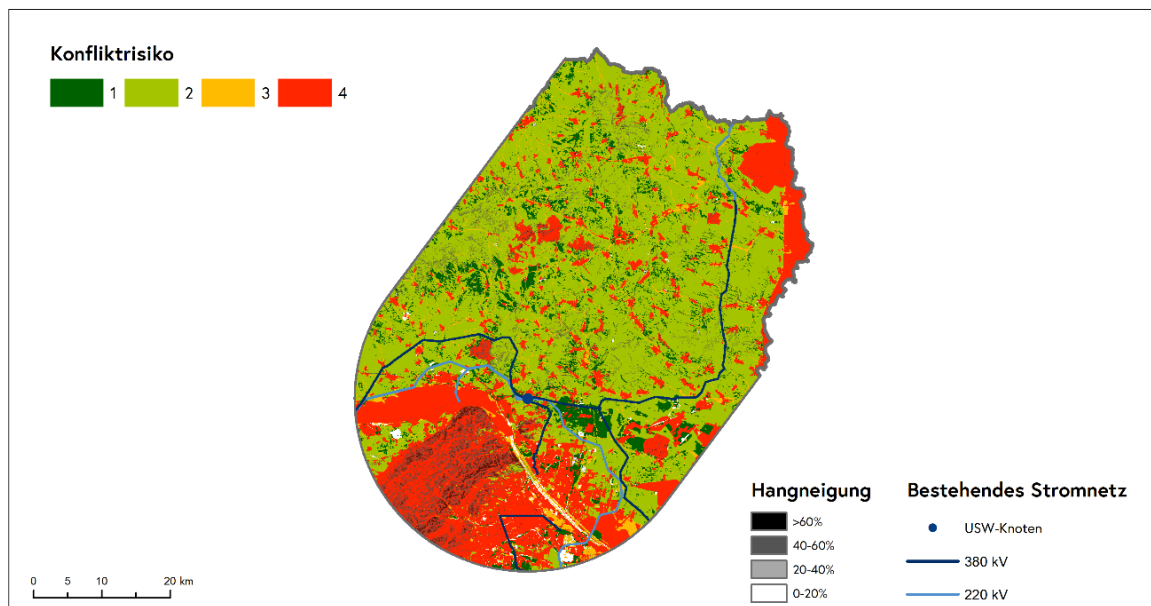 Konfliktrisiko
1 2 3 4
Hangneigung
>60%
40-60%
20-40%
0-20%
Bestehendes Stromnetz
USW-Knoten
380 kV
220 kV
0 5 10 20 km